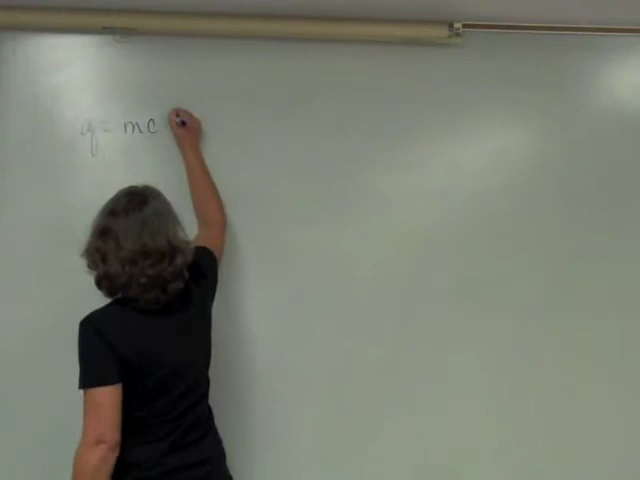 q = mc